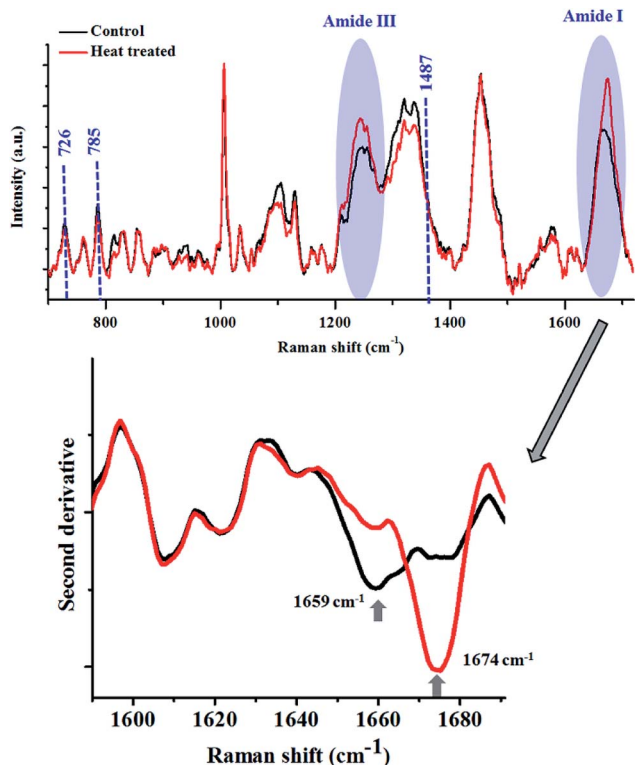 Control
Heat treated
Amide III
Amide I
1487
726
785
Intensity (a.u.)
800
1000
1200
1400
1600
Raman shift (cm⁻¹)
Second derivative
1659 cm⁻¹
1674 cm⁻¹
1600
1620
1640
1660
1680
Raman shift (cm⁻¹)